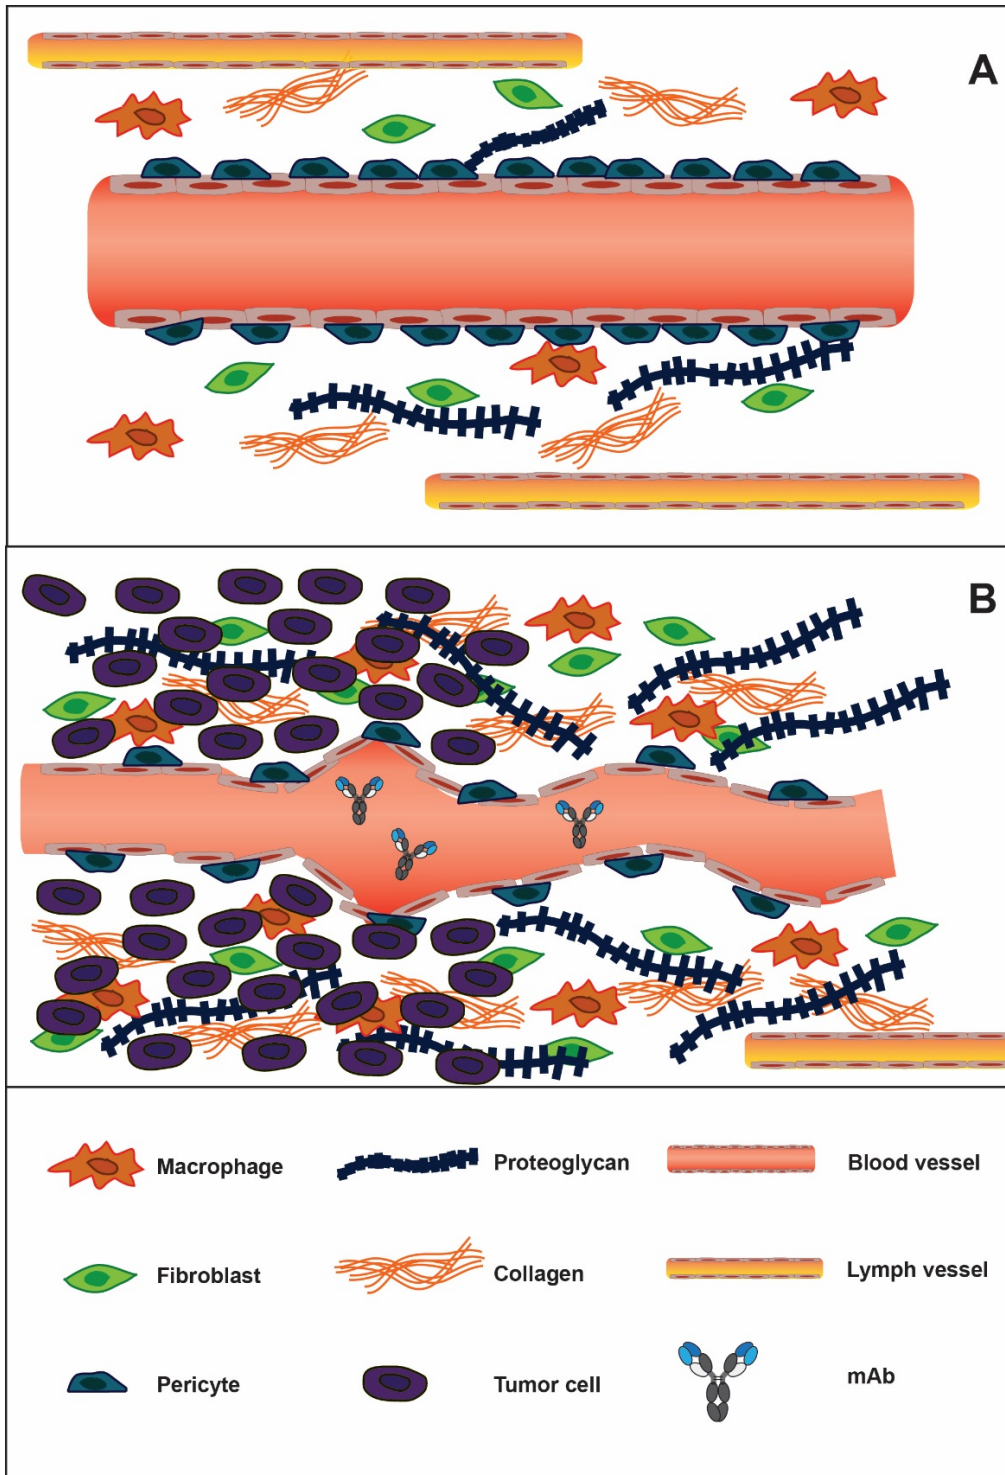 A
B
Macrophage
Proteoglycan
Blood vessel
Fibroblast
Collagen
Lymph vessel
Pericyte
Tumor cell
mAb